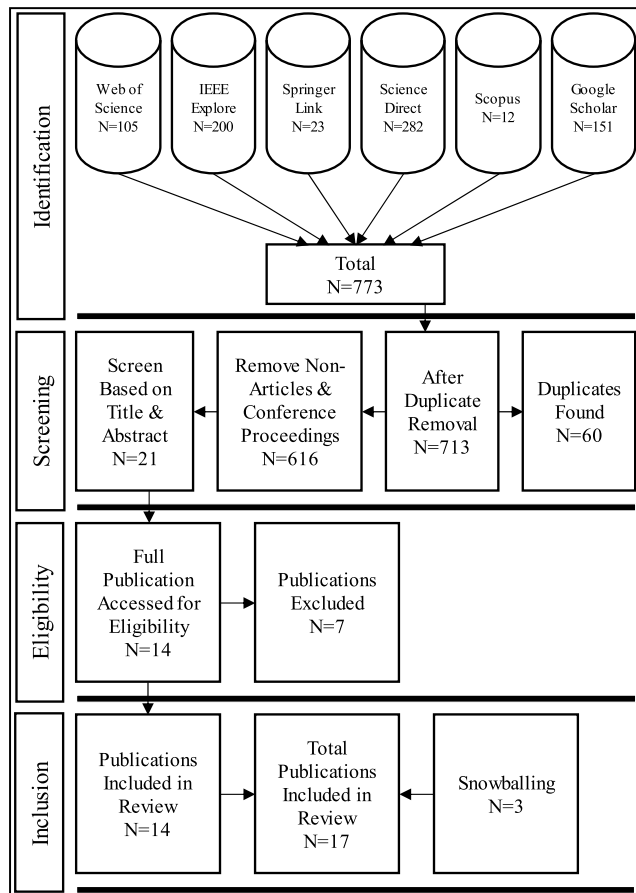 Identification
Web of
Science
N=105
IEEE
Explore
N=200
Springer
Link
N=23
Science
Direct
N=282
Scopus
N=12
Google
Scholar
N=151
Total
N=773
Screening
Screen
Based on
Title &
Abstract
N=21
Remove Non-
Articles &
Conference
Proceedings
N=616
After
Duplicate
Removal
N=713
Duplicates
Found
N=60
Eligibility
Full
Publication
Accessed for
Eligibility
N=14
Publications
Excluded
N=7
Inclusion
Publications
Included in
Review
N=14
Total
Publications
Included in
Review
N=17
Snowballing
N=3